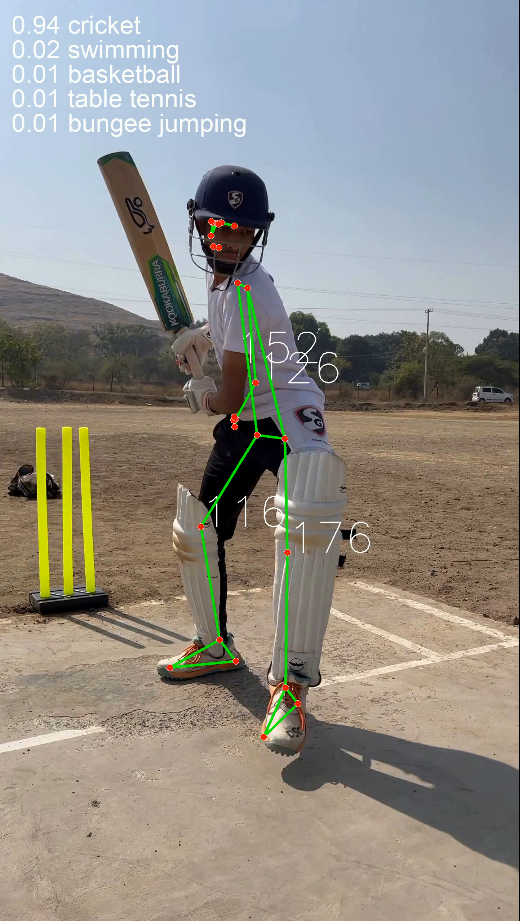 0.94 cricket
0.02 swimming
0.01 basketball
0.01 table tennis
0.01 bungee jumping
KOOKABURRA
SG
152
126
SG
116
176